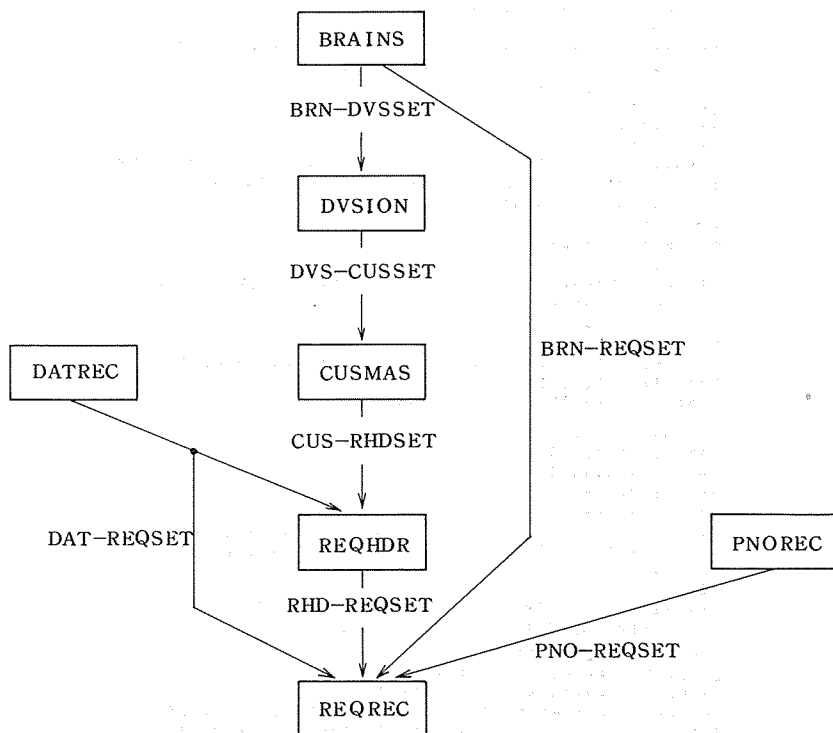 BRAINS
BRN-DVSSET
DVSION
DVS-CUSSET
BRN-REQSET
DATREC
CUSMAS
CUS-RHDSET
DAT-REQSET
REQHDR
PNOREC
RHD-REQSET
PNO-REQSET
REQREC